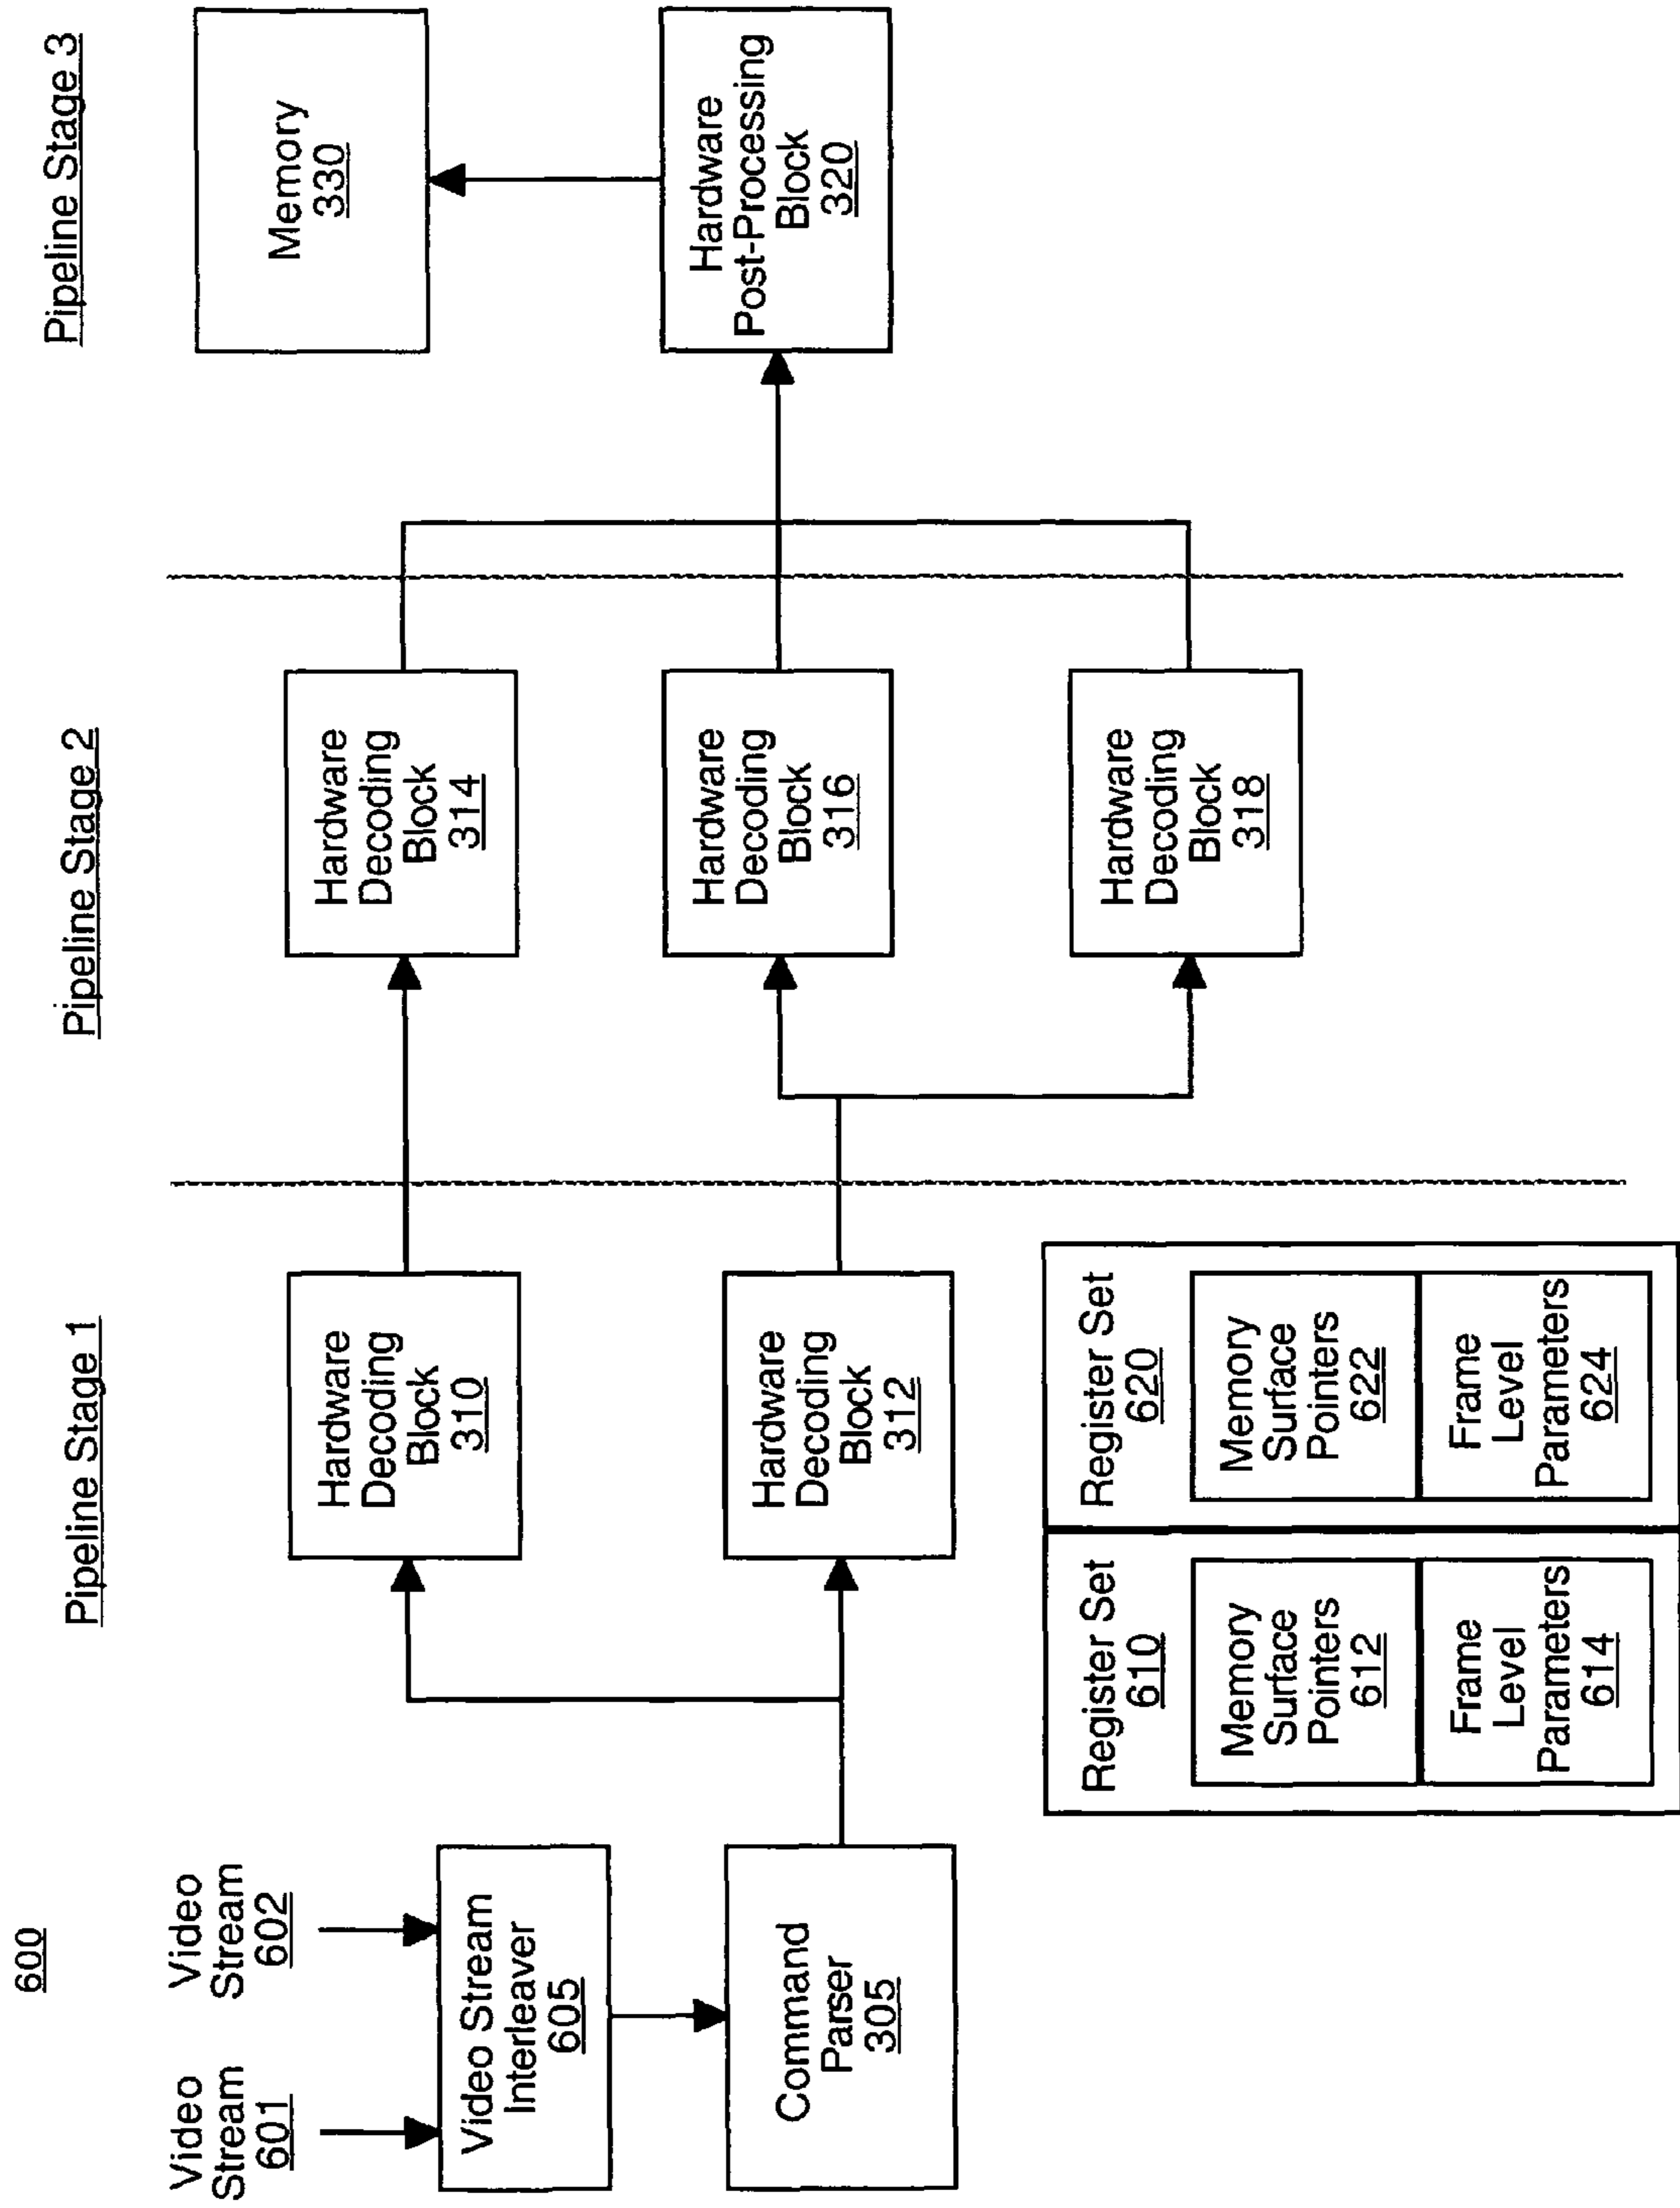 600
Pipeline Stage 1
Pipeline Stage 2
Pipeline Stage 3
Video
Stream
601
Video
Stream
602
Video Stream
Interleaver
605
Command
Parser
305
Hardware
Decoding
Block
310
Hardware
Decoding
Block
312
Hardware
Decoding
Block
314
Hardware
Decoding
Block
316
Hardware
Decoding
Block
318
Memory
330
Hardware
Post-Processing
Block
320
Register Set
610
Memory
Surface
Pointers
612
Frame
Level
Parameters
614
Register Set
620
Memory
Surface
Pointers
622
Frame
Level
Parameters
624